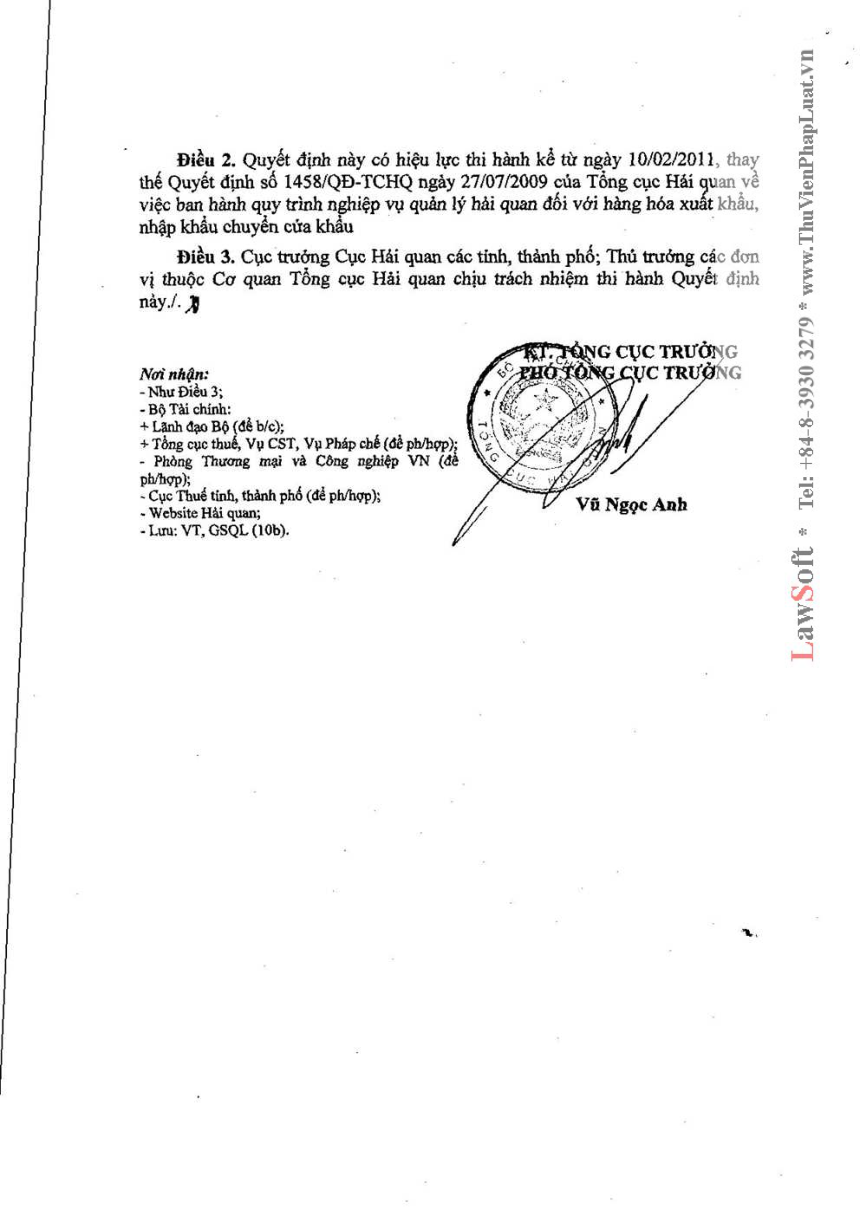 Điều 2. Quyết định này có hiệu lực thi hành kể từ ngày 10/02/2011, thay
thế Quyết định số 1458/QĐ-TCHQ ngày 27/07/2009 của Tổng cục Hải quan về
việc ban hành quy trình nghiệp vụ quản lý hải quan đối với hàng hóa xuất khẩu,
nhập khẩu chuyển cửa khẩu
Điều 3. Cục trưởng Cục Hải quan các tỉnh, thành phố; Thủ trưởng các đơn
vị thuộc Cơ quan Tổng cục Hải quan chịu trách nhiệm thi hành Quyết định
này./.
KT. TỔNG CỤC TRƯỞNG
PHÓ TỔNG CỤC TRƯỞNG
BỘ TÀI CHÍNH
TỔNG CỤC HẢI QUAN
Vũ Ngọc Anh
Nơi nhận:
- Như Điều 3;
- Bộ Tài chính:
+ Lãnh đạo Bộ (để b/c);
+ Tổng cục thuế, Vụ CST, Vụ Pháp chế (để ph/hợp);
- Phòng Thương mại và Công nghiệp VN (để
ph/hợp);
- Cục Thuế tỉnh, thành phố (để ph/hợp);
- Website Hải quan;
- Lưu: VT, GSQL (10b).
LawSoft * Tel: +84-8-3930 3279 * www.ThuVienPhapLuat.vn